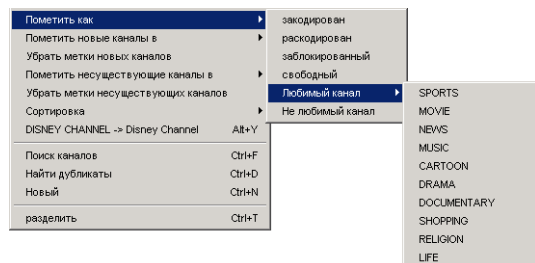 Пометить как
Пометить новые каналы в
Убрать метки новых каналов
Пометить несуществующие каналы в
Убрать метки несуществующих каналов
Сортировка
DISNEY CHANNEL -> Disney Channel Alt+Y
Поиск каналов Ctrl+F
Найти дубликаты Ctrl+D
Новый Ctrl+N
разделить Ctrl+T
закодирован
раскодирован
заблокированный
свободный
Любимый канал
Не любимый канал
SPORTS
MOVIE
NEWS
MUSIC
CARTOON
DRAMA
DOCUMENTARY
SHOPPING
RELIGION
LIFE